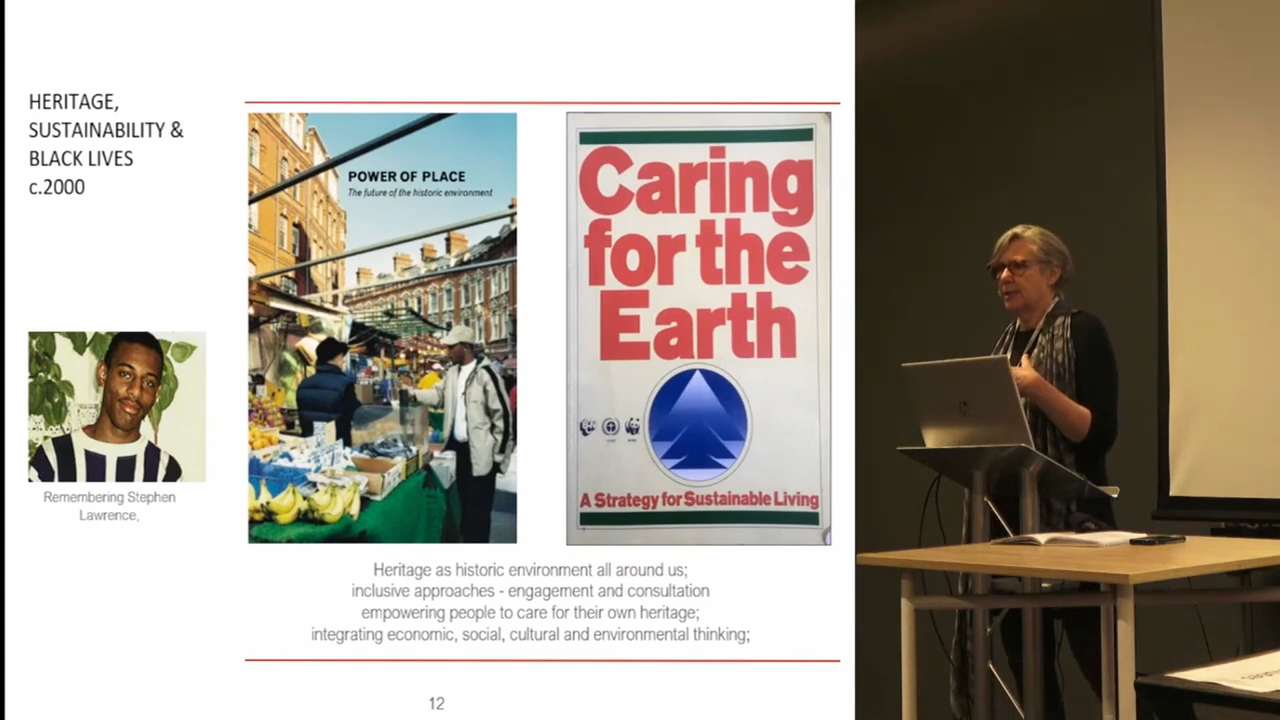 HERITAGE,
SUSTAINABILITY &
BLACK LIVES
c.2000
POWER OF PLACE
The future of the historic environment
Caring
for the
Earth
A Strategy for Sustainable Living
Remembering Stephen
Lawrence,
Heritage as historic environment all around us;
inclusive approaches - engagement and consultation
empowering people to care for their own heritage;
integrating economic, social, cultural and environmental thinking;
12